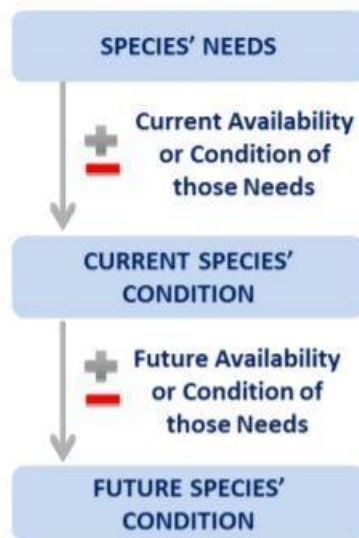 SPECIES' NEEDS
Current Availability
or Condition of
those Needs
CURRENT SPECIES'
CONDITION
Future Availability
or Condition of
those Needs
FUTURE SPECIES'
CONDITION